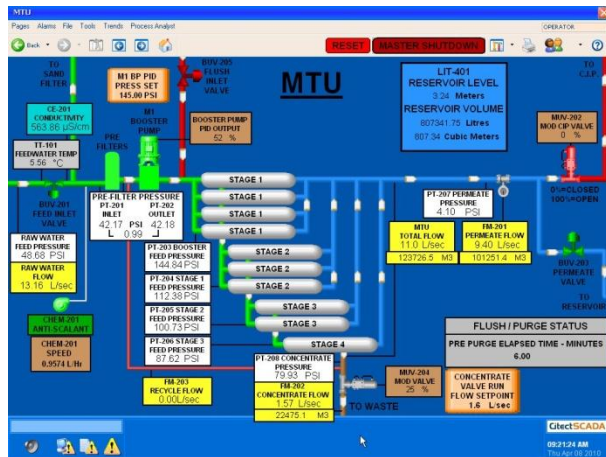 MTU
Pages Alarms File Tools Trends Process Analyst
OPERATOR
Back
RESET
MASTER SHUTDOWN
TO
SAND
FILTER
M1 BP PID
PRESS SET
145.00 PSI
BUV-205
FLUSH
INLET
VALVE
MTU
LIT-401
RESERVOIR LEVEL
3.24 Meters
RESERVOIR VOLUME
807341.75 Litres
807.34 Cubic Meters
TO
C.I.P.
CE-201
CONDUCTIVITY
563.86 µS/cm
M1
BOOSTER
PUMP
BOOSTER PUMP
PID OUTPUT
52 %
MUV-202
MOD CIP VALVE
0 %
TT-101
FEEDWATER TEMP
5.56 °C
PRE
FILTERS
0%=CLOSED
100%=OPEN
BUV-201
FEED INLET
VALVE
PRE-FILTER PRESSURE
PT-201 PT-202
INLET OUTLET
42.17 PSI 42.18
0.99
STAGE 1
STAGE 1
STAGE 1
STAGE 1
STAGE 2
STAGE 2
STAGE 2
STAGE 3
STAGE 3
STAGE 4
PT-207 PERMEATE
PRESSURE
4.10 PSI
MTU
TOTAL FLOW
11.0 L/sec
123726.5 M3
FM-201
PERMEATE FLOW
9.40 L/sec
101251.4 M3
BUV-203
PERMEATE
VALVE
TO
RESERVOIR
RAW WATER
FEED PRESSURE
48.68 PSI
RAW WATER
FLOW
13.16 L/sec
PT-203 BOOSTER
FEED PRESSURE
144.84 PSI
PT-204 STAGE 1
FEED PRESSURE
112.38 PSI
PT-205 STAGE 2
FEED PRESSURE
100.73 PSI
PT-206 STAGE 3
FEED PRESSURE
87.62 PSI
CHEM-201
ANTI-SCALANT
CHEM-201
SPEED
0.9574 L/Hr
FM-203
RECYCLE FLOW
0.00L/sec
PT-208 CONCENTRATE
PRESSURE
79.93 PSI
FM-202
CONCENTRATE FLOW
1.57 L/sec
22475.1 M3
MUV-204
MOD VALVE
25 %
TO WASTE
FLUSH / PURGE STATUS
PRE PURGE ELAPSED TIME - MINUTES
6.00
CONCENTRATE
VALVE RUN
FLOW SETPOINT
1.6 L/sec
CitectSCADA
09:21:24 AM
Thu Apr 08 2010